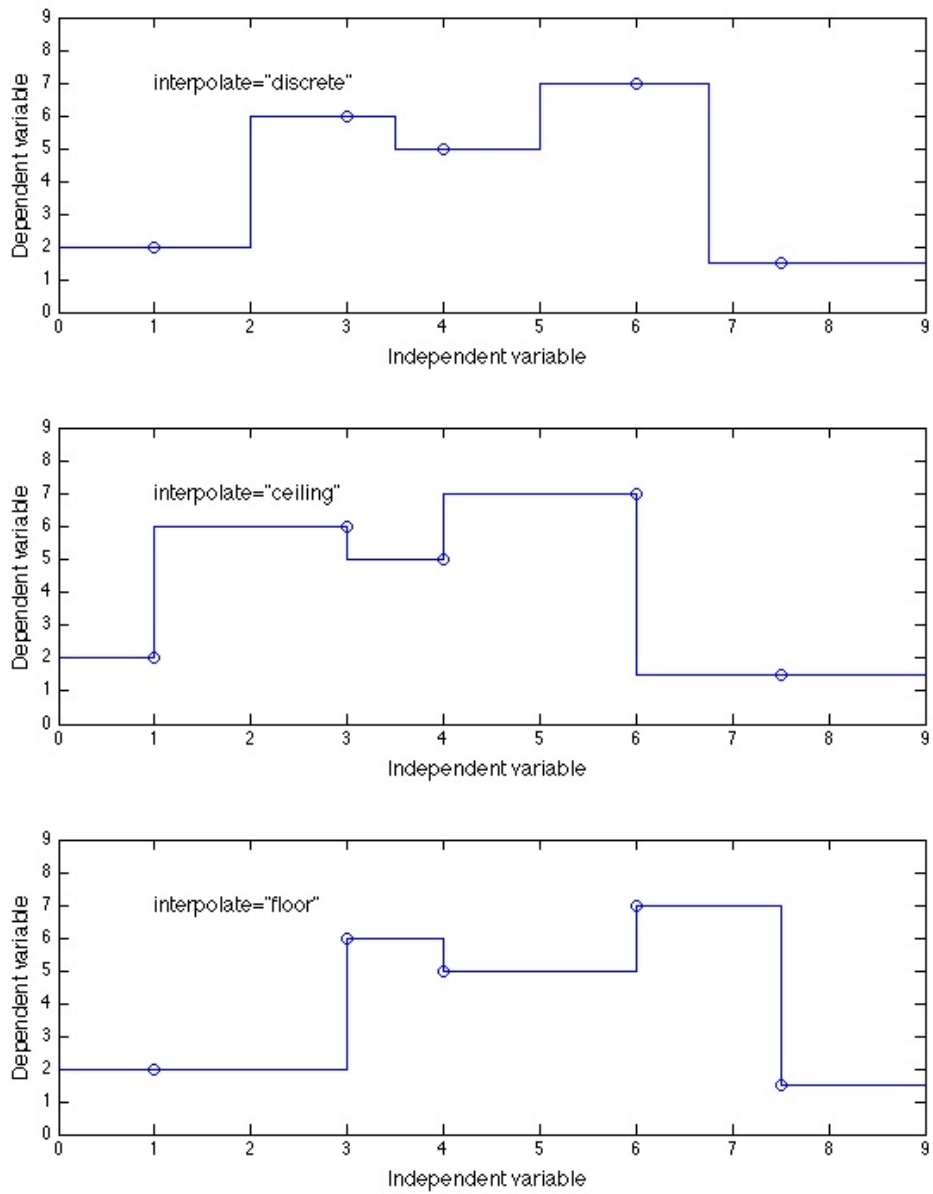 9
8
7
6
5
4
3
2
1
0
Dependent variable
interpolate="discrete"
0 1 2 3 4 5 6 7 8 9
Independent variable
9
8
7
6
5
4
3
2
1
0
Dependent variable
interpolate="ceiling"
0 1 2 3 4 5 6 7 8 9
Independent variable
9
8
7
6
5
4
3
2
1
0
Dependent variable
interpolate="floor"
0 1 2 3 4 5 6 7 8 9
Independent variable